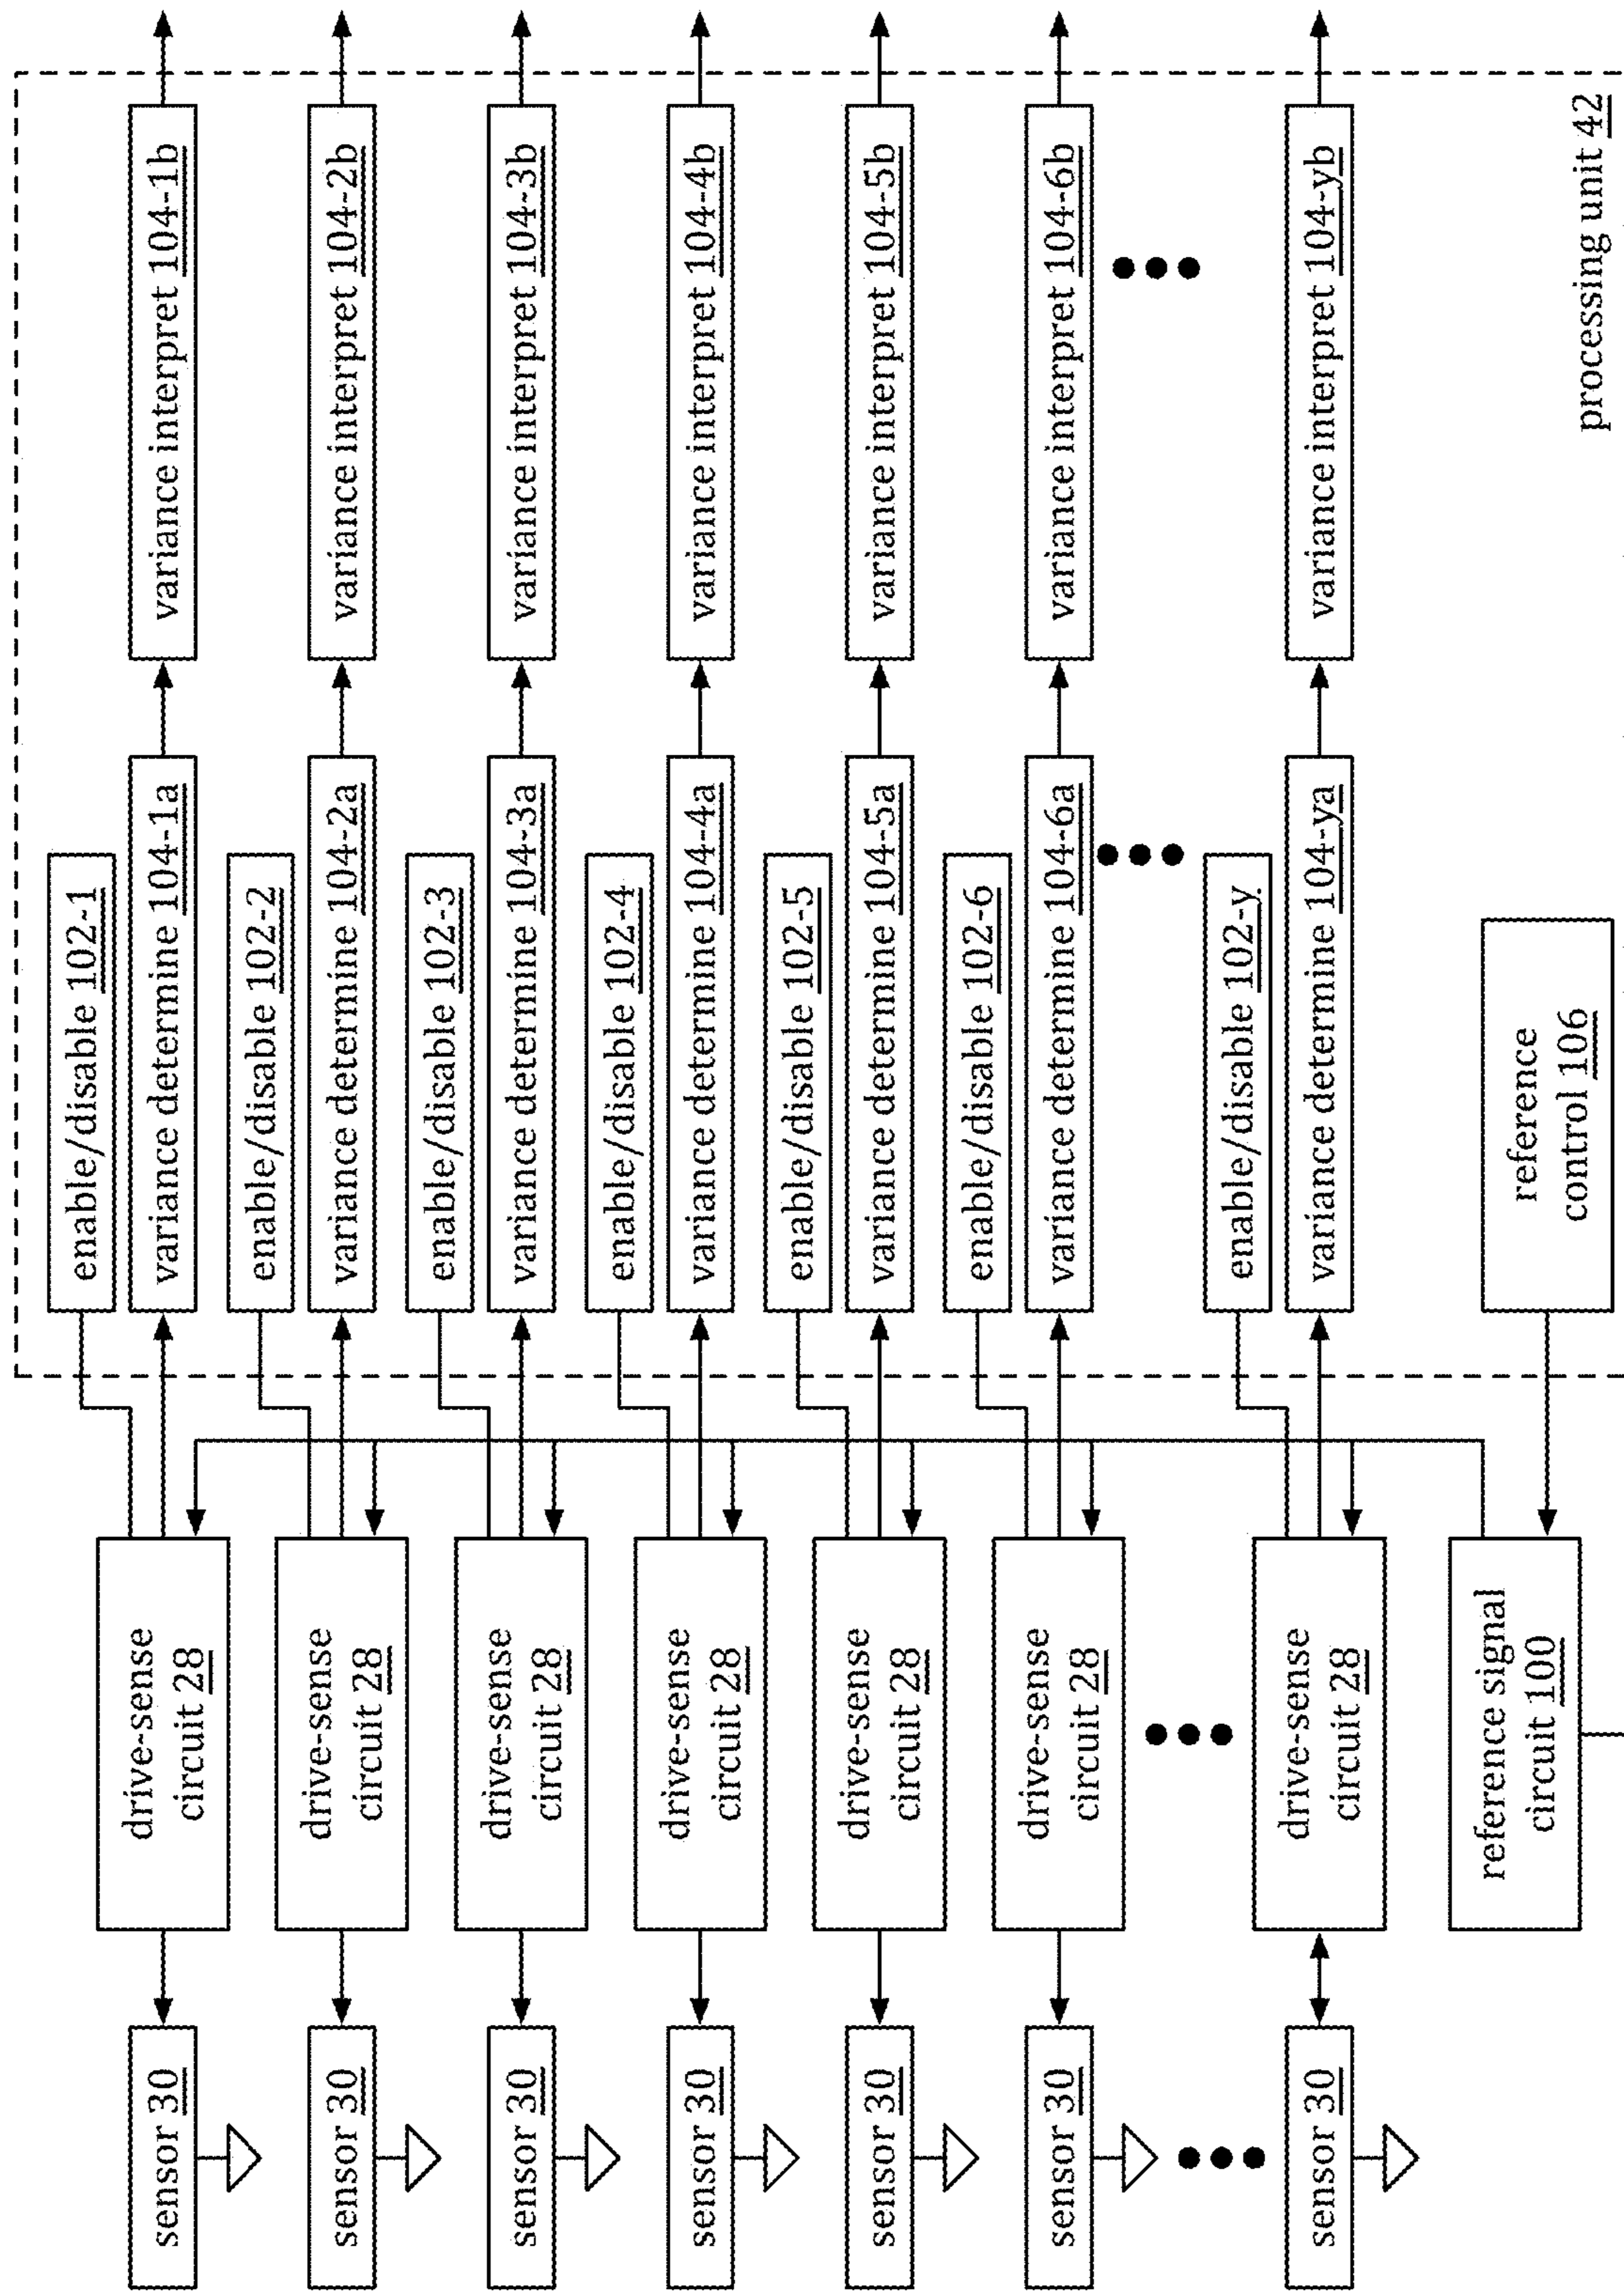 sensor 30
drive-sense
circuit 28
enable/disable 102-1
variance determine 104-1a
variance interpret 104-1b
sensor 30
drive-sense
circuit 28
enable/disable 102-2
variance determine 104-2a
variance interpret 104-2b
sensor 30
drive-sense
circuit 28
enable/disable 102-3
variance determine 104-3a
variance interpret 104-3b
sensor 30
drive-sense
circuit 28
enable/disable 102-4
variance determine 104-4a
variance interpret 104-4b
sensor 30
drive-sense
circuit 28
enable/disable 102-5
variance determine 104-5a
variance interpret 104-5b
sensor 30
drive-sense
circuit 28
enable/disable 102-6
variance determine 104-6a
variance interpret 104-6b
sensor 30
drive-sense
circuit 28
enable/disable 102-y
variance determine 104-ya
variance interpret 104-yb
reference signal
circuit 100
reference
control 106
processing unit 42